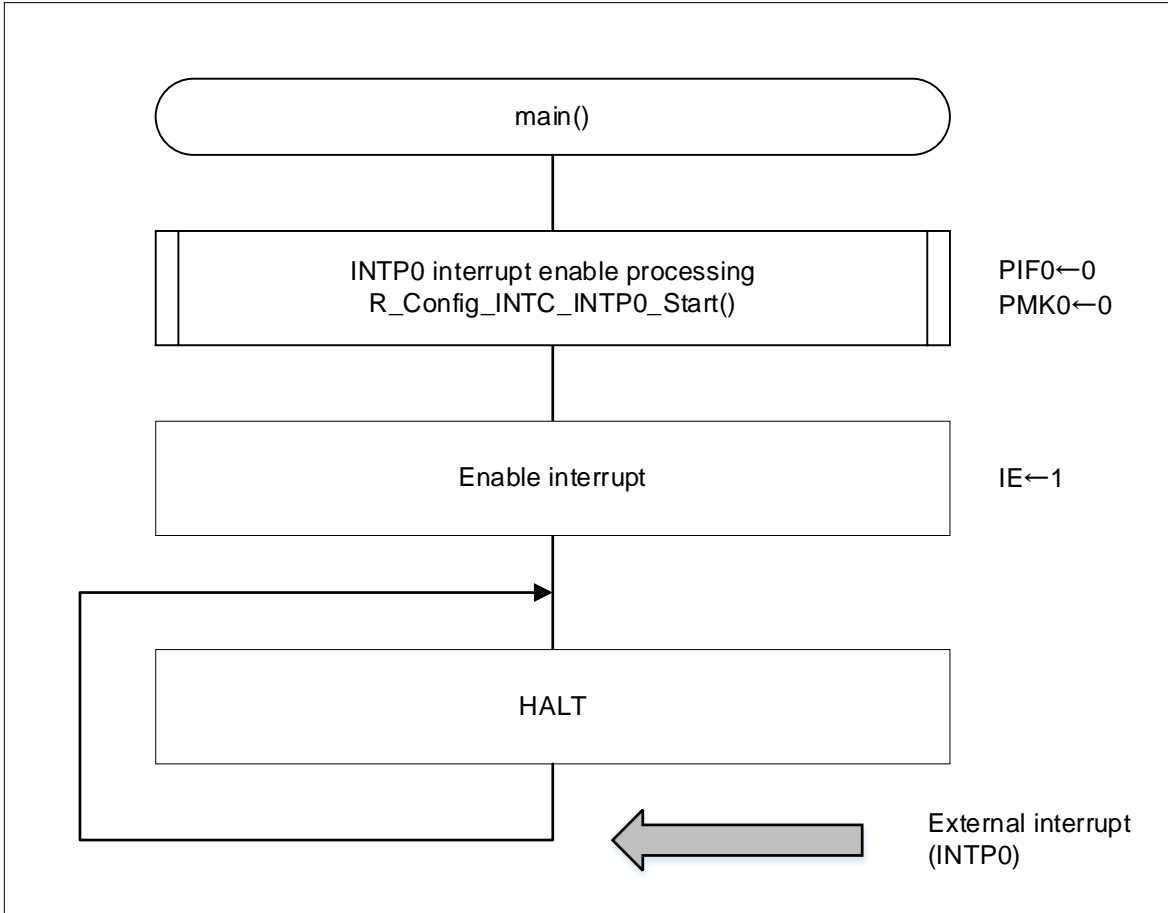 main()
INTP0 interrupt enable processing
R_Config_INTC_INTP0_Start()
PIF0←0
PMK0←0
Enable interrupt
IE←1
HALT
External interrupt
(INTP0)